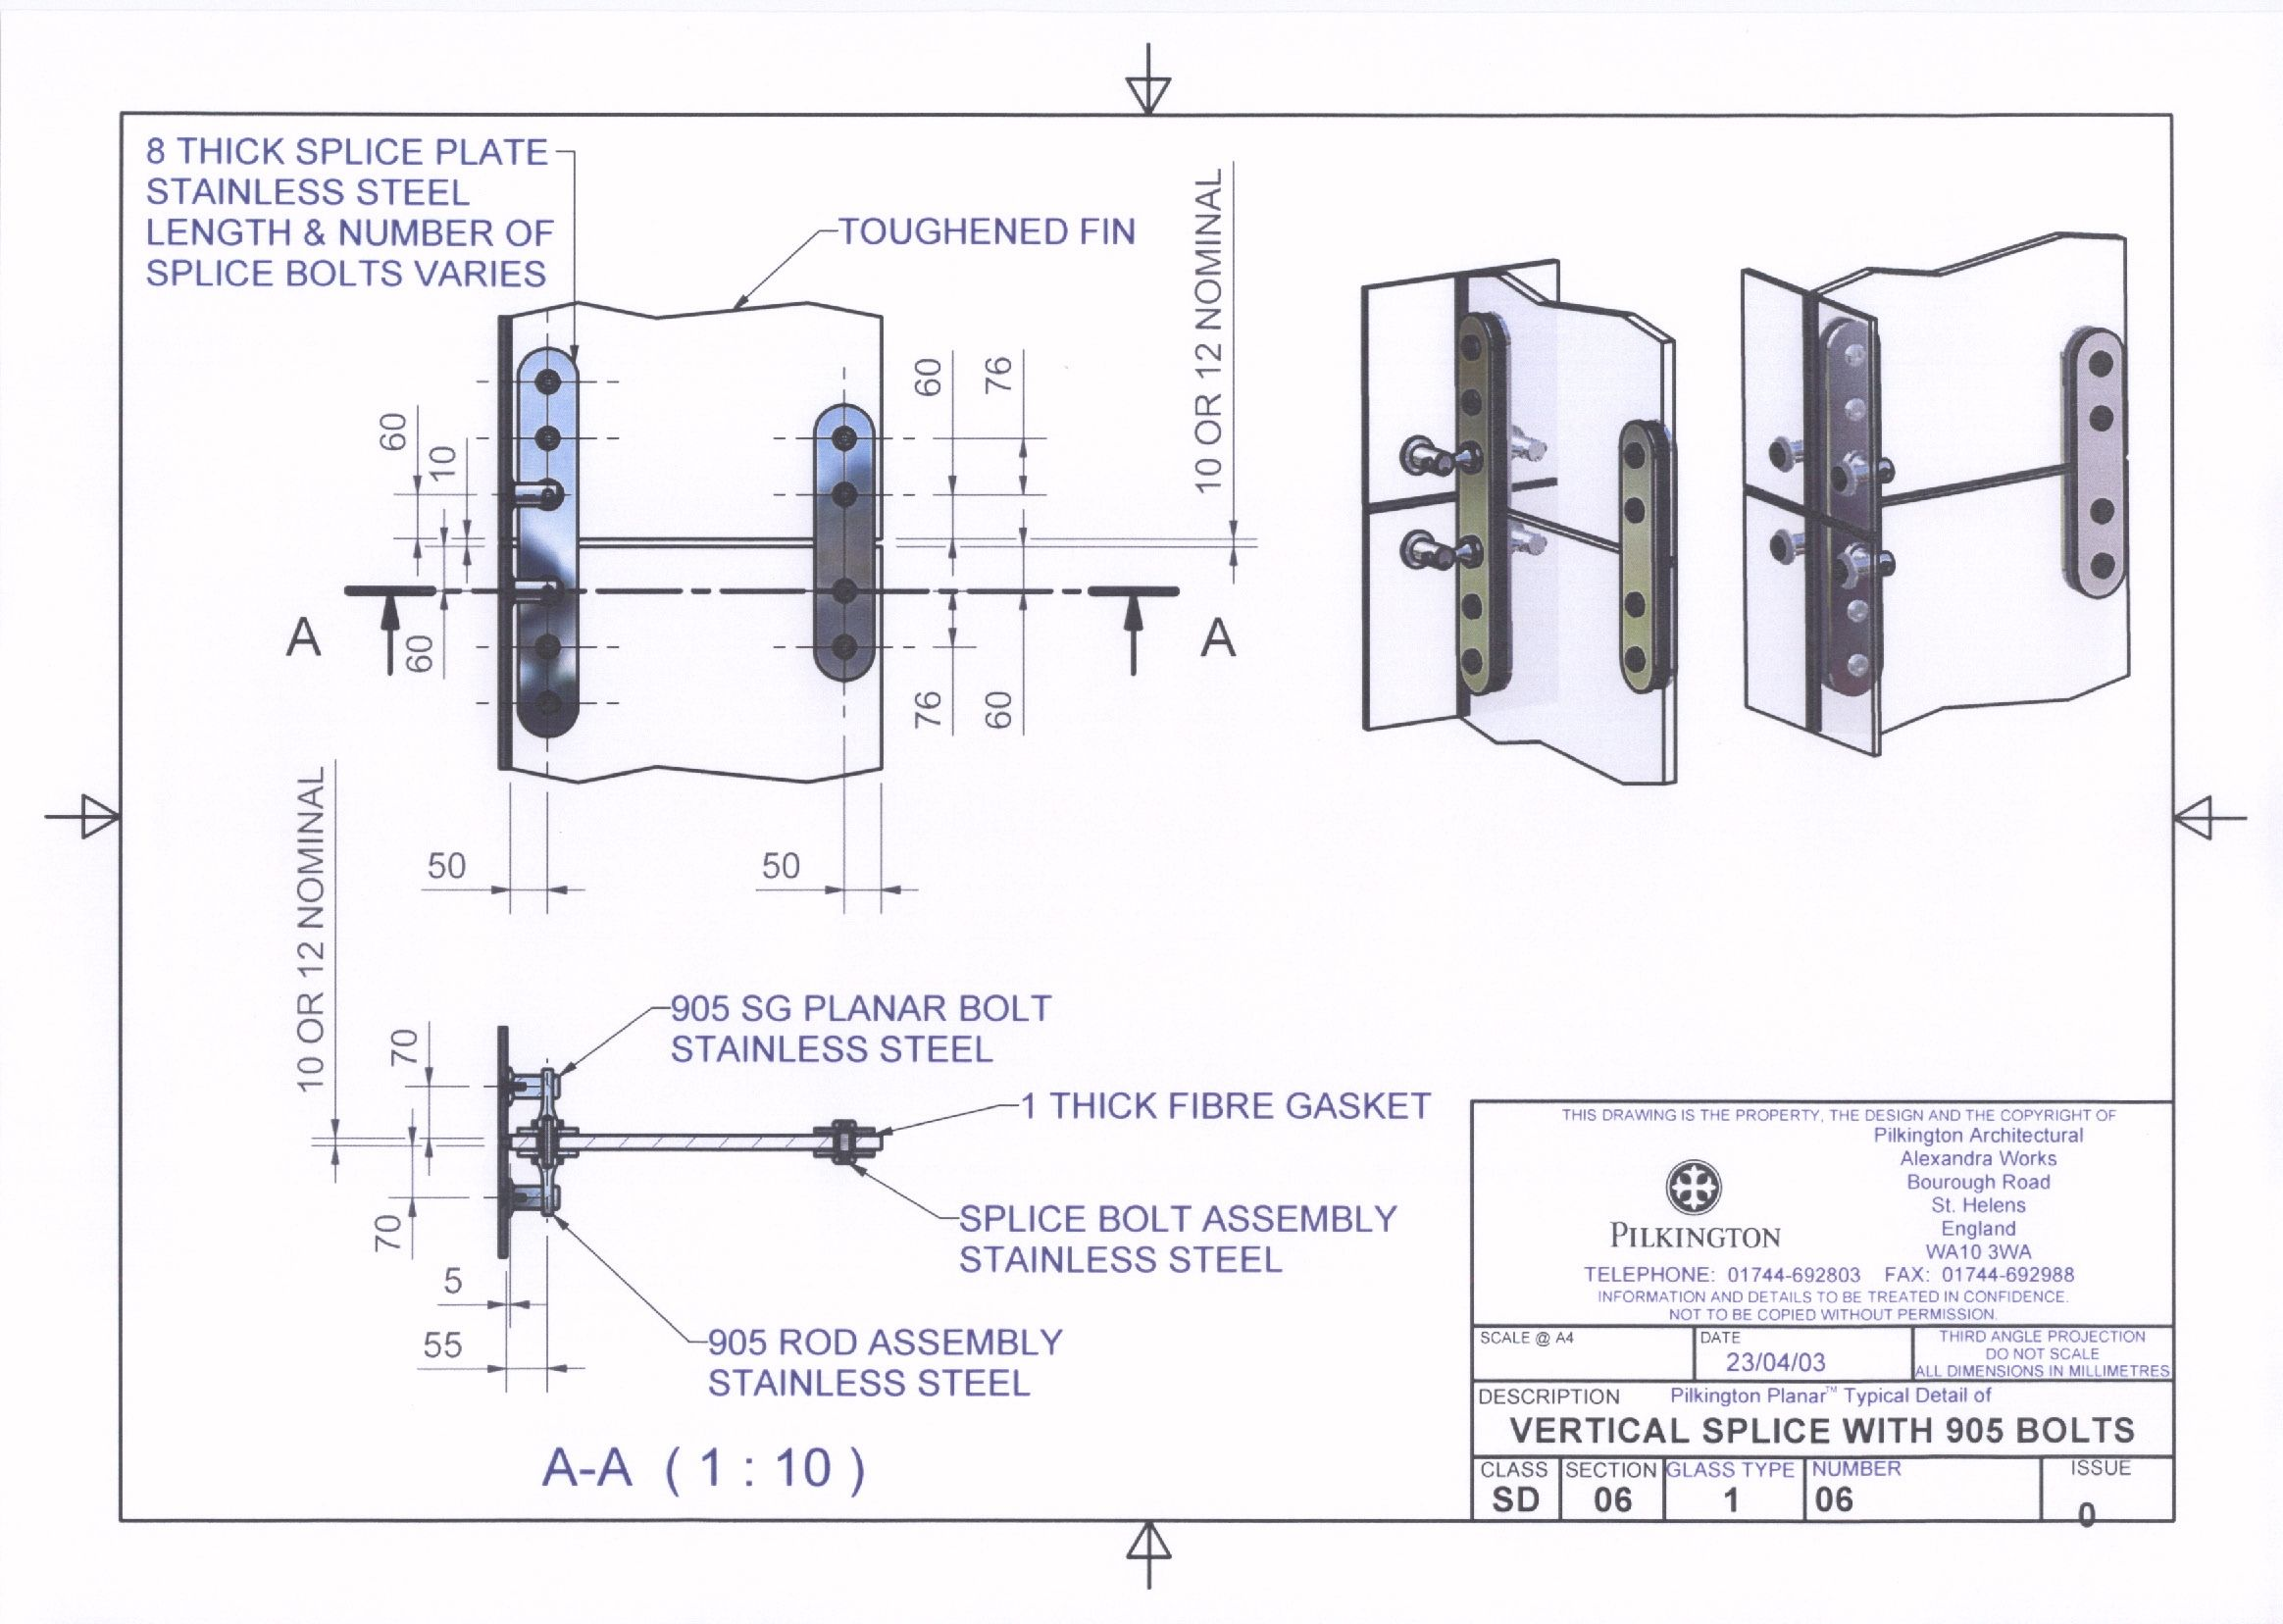 8 THICK SPLICE PLATE
STAINLESS STEEL
LENGTH & NUMBER OF
SPLICE BOLTS VARIES
TOUGHENED FIN
10 OR 12 NOMINAL
60
76
60
10
A
A
60
76
60
10 OR 12 NOMINAL
50
50
905 SG PLANAR BOLT
STAINLESS STEEL
70
1 THICK FIBRE GASKET
SPLICE BOLT ASSEMBLY
STAINLESS STEEL
70
5
905 ROD ASSEMBLY
STAINLESS STEEL
55
A-A ( 1 : 10 )
THIS DRAWING IS THE PROPERTY, THE DESIGN AND THE COPYRIGHT OF
Pilkington Architectural
Alexandra Works
Bourough Road
St. Helens
England
WA10 3WA
PILKINGTON
TELEPHONE: 01744-692803 FAX: 01744-692988
INFORMATION AND DETAILS TO BE TREATED IN CONFIDENCE.
NOT TO BE COPIED WITHOUT PERMISSION.
SCALE @ A4
DATE
23/04/03
THIRD ANGLE PROJECTION
DO NOT SCALE
ALL DIMENSIONS IN MILLIMETRES
DESCRIPTION Pilkington Planar™ Typical Detail of
VERTICAL SPLICE WITH 905 BOLTS
CLASS SECTION GLASS TYPE NUMBER ISSUE
SD 06 1 06 0